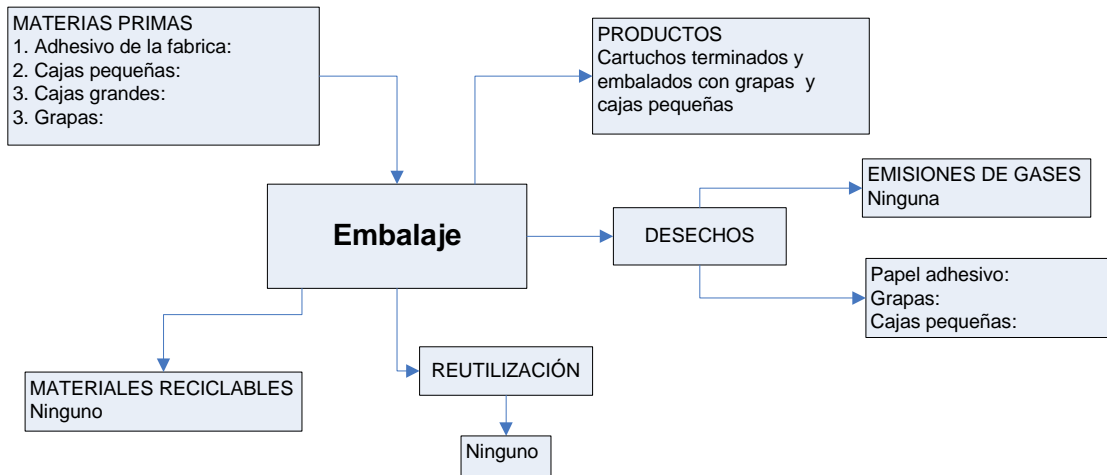 MATERIAS PRIMAS
1. Adhesivo de la fabrica:
2. Cajas pequeñas:
3. Cajas grandes:
3. Grapas:
PRODUCTOS
Cartuchos terminados y
embalados con grapas y
cajas pequeñas
EMISIONES DE GASES
Ninguna
Embalaje
DESECHOS
Papel adhesivo:
Grapas:
Cajas pequeñas:
MATERIALES RECICLABLES
Ninguno
REUTILIZACIÓN
Ninguno